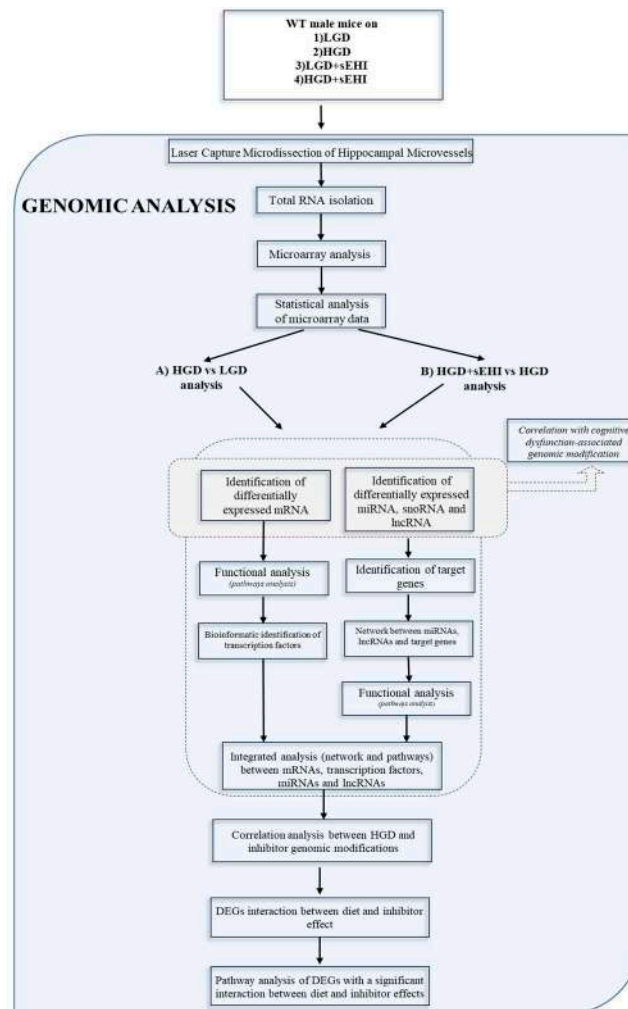 WT male mice on
1)LGD
2)HGD
3)LGD+sEHI
4)HGD+sEHI
Laser Capture Microdissection of Hippocampal Microvessels
GENOMIC ANALYSIS
Total RNA isolation
Microarray analysis
Statistical analysis
of microarray data
A) HGD vs LGD
analysis
B) HGD+sEHI vs HGD
analysis
Correlation with cognitive
dysfunction-associated
genomic modification
Identification of
differentially
expressed mRNA
Identification of
differentially expressed
miRNA, snoRNA and
lncRNA
Functional analysis
(pathways analysis)
Identification of target
genes
Bioinformatic identification of
transcription factors
Network between miRNAs,
lncRNAs and target genes
Functional analysis
(pathways analysis)
Integrated analysis (network and pathways)
between mRNAs, transcription factors,
miRNAs and lncRNAs
Correlation analysis between HGD and
inhibitor genomic modifications
DEGs interaction between diet and inhibitor
effect
Pathway analysis of DEGs with a significant
interaction between diet and inhibitor effects